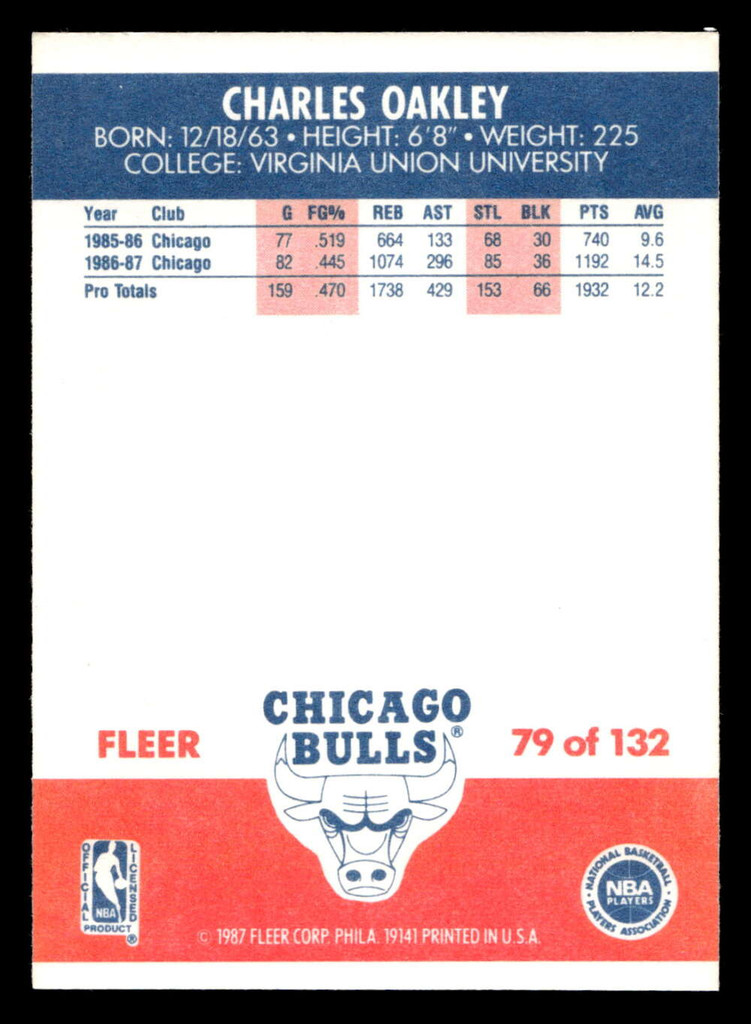 CHARLES OAKLEY
BORN: 12/18/63 • HEIGHT: 6'8" • WEIGHT: 225
COLLEGE: VIRGINIA UNION UNIVERSITY
Year Club G FG% REB AST STL BLK PTS AVG
1985-86 Chicago 77 .519 664 133 68 30 740 9.6
1986-87 Chicago 82 .445 1074 296 85 36 1192 14.5
Pro Totals 159 .470 1738 429 153 66 1932 12.2
CHICAGO
BULLS®
FLEER 79 of 132
OFFICIAL LICENSED
NBA
PRODUCT ®
NATIONAL BASKETBALL
NBA
PLAYERS
PLAYERS ASSOCIATION
© 1987 FLEER CORP. PHILA. 19141 PRINTED IN U.S.A.